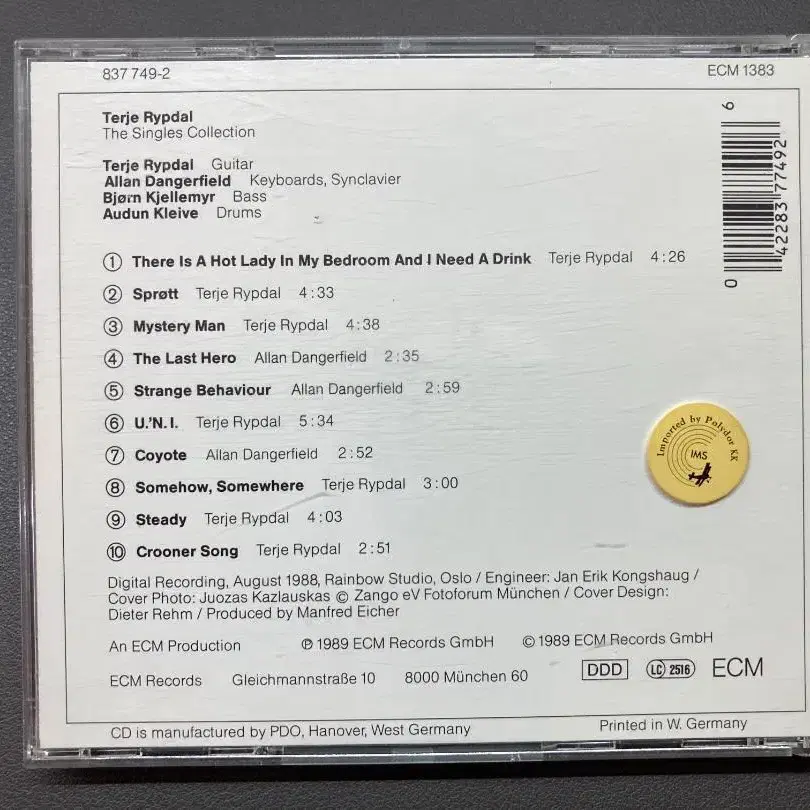 837 749-2
ECM 1383
Terje Rypdal
The Singles Collection
Terje Rypdal Guitar
Allan Dangerfield Keyboards, Synclavier
Bjørn Kjellemyr Bass
Audun Kleive Drums
① There Is A Hot Lady In My Bedroom And I Need A Drink Terje Rypdal 4:26
② Sprøtt Terje Rypdal 4:33
③ Mystery Man Terje Rypdal 4:38
④ The Last Hero Allan Dangerfield 2:35
⑤ Strange Behaviour Allan Dangerfield 2:59
⑥ U.'N.I. Terje Rypdal 5:34
⑦ Coyote Allan Dangerfield 2:52
⑧ Somehow, Somewhere Terje Rypdal 3:00
⑨ Steady Terje Rypdal 4:03
⑩ Crooner Song Terje Rypdal 2:51
0 42283 77492 6
Imported by Polydor KK
IMS
Digital Recording, August 1988, Rainbow Studio, Oslo / Engineer: Jan Erik Kongshaug /
Cover Photo: Juozas Kazlauskas © Zango eV Fotoforum München / Cover Design:
Dieter Rehm / Produced by Manfred Eicher
An ECM Production ℗ 1989 ECM Records GmbH © 1989 ECM Records GmbH
ECM Records Gleichmannstraße 10 8000 München 60 DDD LC 2516 ECM
CD is manufactured by PDO, Hanover, West Germany
Printed in W. Germany